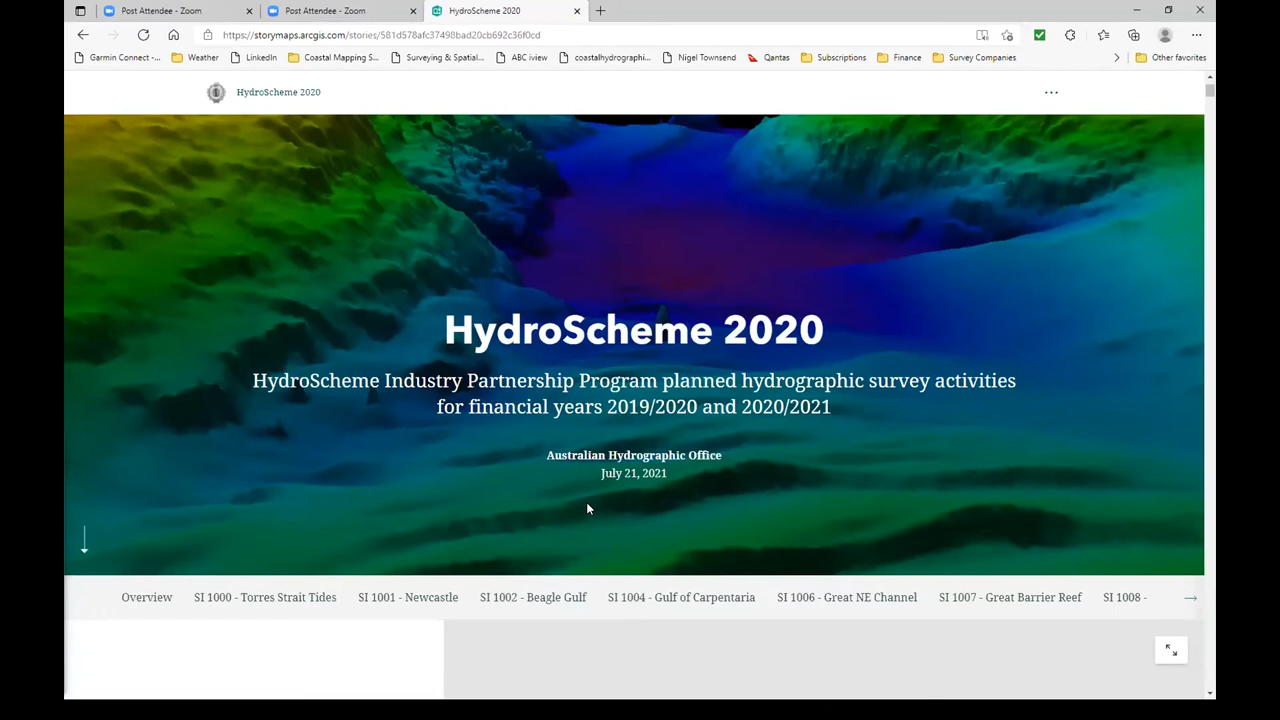 Post Attendee - Zoom
Post Attendee - Zoom
HydroScheme 2020
https://storymaps.arcgis.com/stories/581d578afc37498bad20cb692c36f0cd
Garmin Connect -... Weather LinkedIn Coastal Mapping S... Surveying & Spatial... ABC iview coastalhydrographi... Nigel Townsend Qantas Subscriptions Finance Survey Companies Other favorites
HydroScheme 2020
HydroScheme 2020
HydroScheme Industry Partnership Program planned hydrographic survey activities
for financial years 2019/2020 and 2020/2021
Australian Hydrographic Office
July 21, 2021
Overview SI 1000 - Torres Strait Tides SI 1001 - Newcastle SI 1002 - Beagle Gulf SI 1004 - Gulf of Carpentaria SI 1006 - Great NE Channel SI 1007 - Great Barrier Reef SI 1008 -